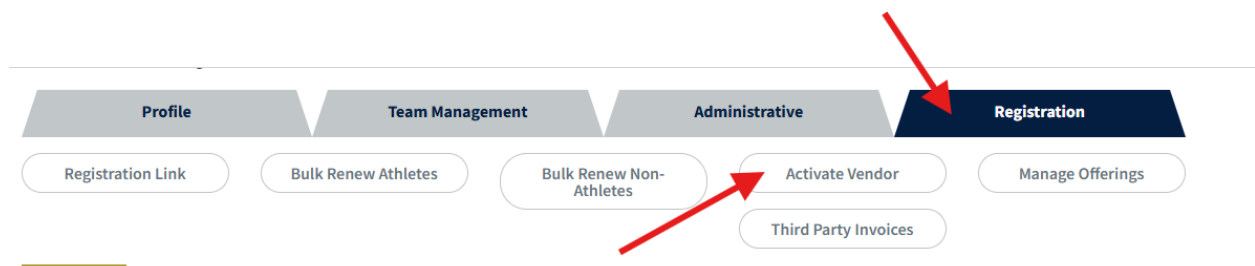 Profile
Team Management
Administrative
Registration
Registration Link
Bulk Renew Athletes
Bulk Renew Non-
Athletes
Activate Vendor
Manage Offerings
Third Party Invoices